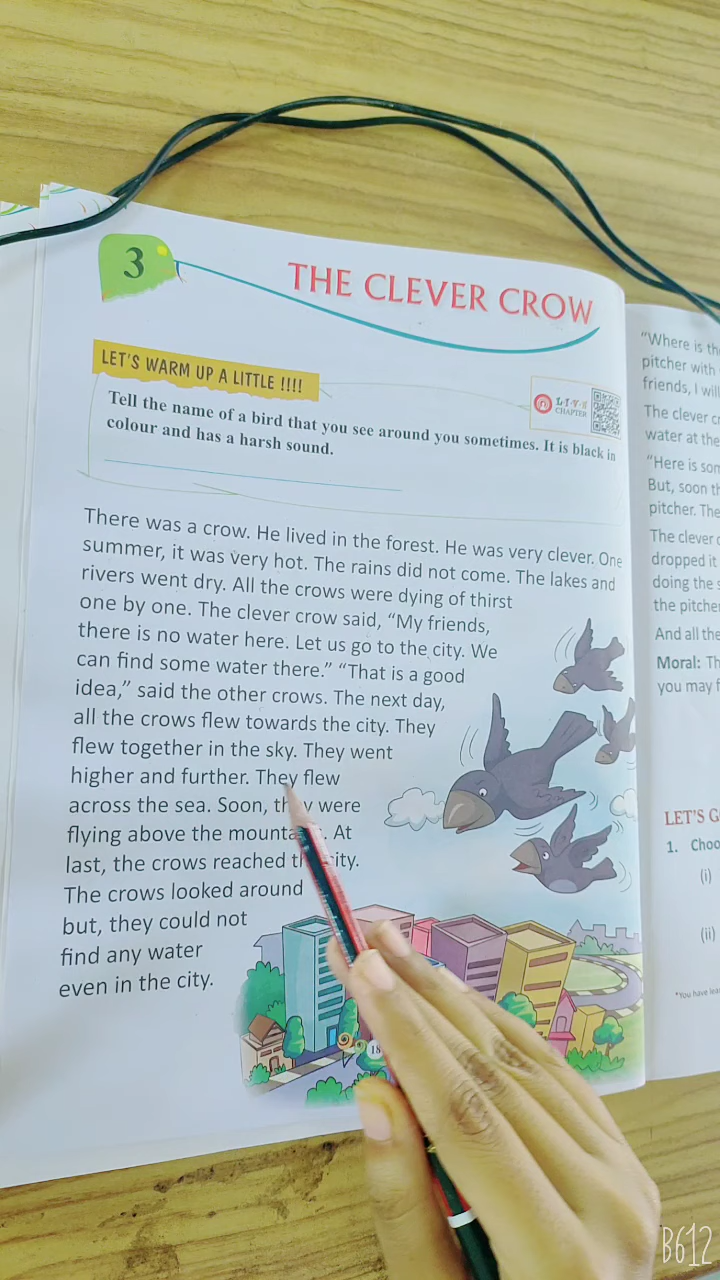 3
THE CLEVER CROW
LET'S WARM UP A LITTLE !!!!
LIVE
CHAPTER
Tell the name of a bird that you see around you sometimes. It is black in
colour and has a harsh sound.
There was a crow. He lived in the forest. He was very clever. One
summer, it was very hot. The rains did not come. The lakes and
rivers went dry. All the crows were dying of thirst
one by one. The clever crow said, “My friends,
there is no water here. Let us go to the city. We
can find some water there.” “That is a good
idea,” said the other crows. The next day,
all the crows flew towards the city. They
flew together in the sky. They went
higher and further. They flew
across the sea. Soon, they were
flying above the mounta . At
last, the crows reached the city.
The crows looked around
but, they could not
find any water
even in the city.
18
“Where is the
pitcher with
friends, I will
The clever
water at the
“Here is
But, soon
pitcher. The
The clever
dropped it
doing the
the pitcher
And all the
Moral:
you may
LET'S
1. Choo
(i)
(ii)
*You have
B612